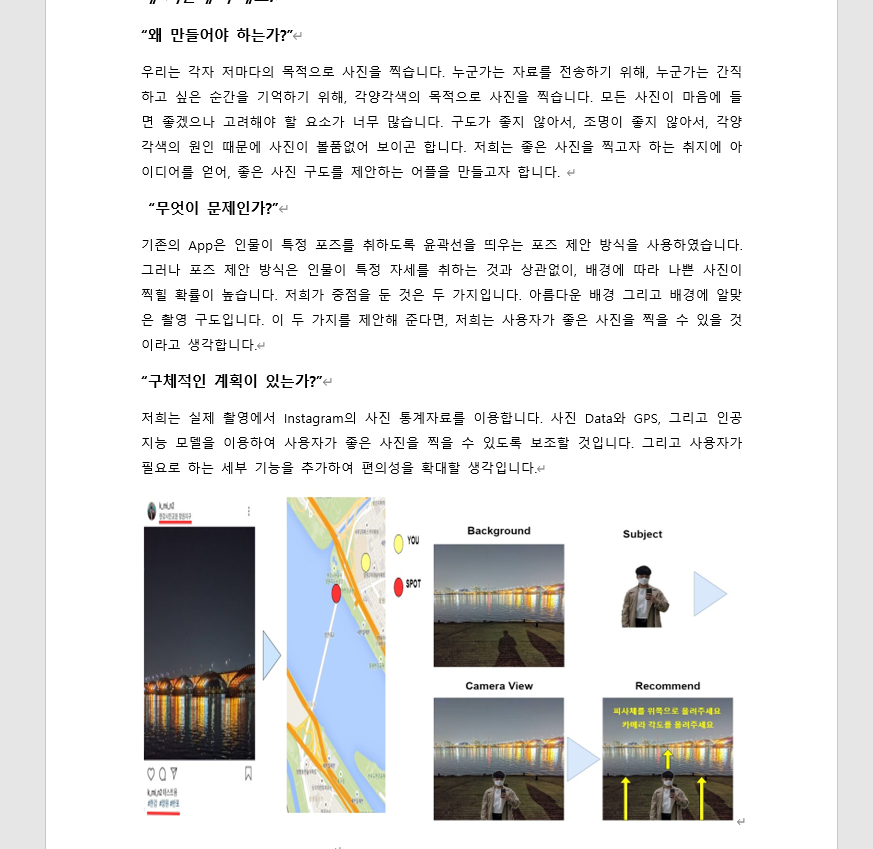 “왜 만들어야 하는가?”
우리는 각자 저마다의 목적으로 사진을 찍습니다. 누군가는 자료를 전송하기 위해, 누군가는 간직
하고 싶은 순간을 기억하기 위해, 각양각색의 목적으로 사진을 찍습니다. 모든 사진이 마음에 들
면 좋겠으나 고려해야 할 요소가 너무 많습니다. 구도가 좋지 않아서, 조명이 좋지 않아서, 각양
각색의 원인 때문에 사진이 볼품없어 보이곤 합니다. 저희는 좋은 사진을 찍고자 하는 취지에 아
이디어를 얻어, 좋은 사진 구도를 제안하는 어플을 만들고자 합니다.
“무엇이 문제인가?”
기존의 App은 인물이 특정 포즈를 취하도록 윤곽선을 띄우는 포즈 제안 방식을 사용하였습니다.
그러나 포즈 제안 방식은 인물이 특정 자세를 취하는 것과 상관없이, 배경에 따라 나쁜 사진이
찍힐 확률이 높습니다. 저희가 중점을 둔 것은 두 가지입니다. 아름다운 배경 그리고 배경에 알맞
은 촬영 구도입니다. 이 두 가지를 제안해 준다면, 저희는 사용자가 좋은 사진을 찍을 수 있을 것
이라고 생각합니다.
“구체적인 계획이 있는가?”
저희는 실제 촬영에서 Instagram의 사진 통계자료를 이용합니다. 사진 Data와 GPS, 그리고 인공
지능 모델을 이용하여 사용자가 좋은 사진을 찍을 수 있도록 보조할 것입니다. 그리고 사용자가
필요로 하는 세부 기능을 추가하여 편의성을 확대할 생각입니다.
k_mi_n2
YOU
SPOT
k_mi_n2 테스트용
Background
Subject
Camera View
Recommend
피사체를 위쪽으로 올려주세요
카메라 각도를 올려주세요